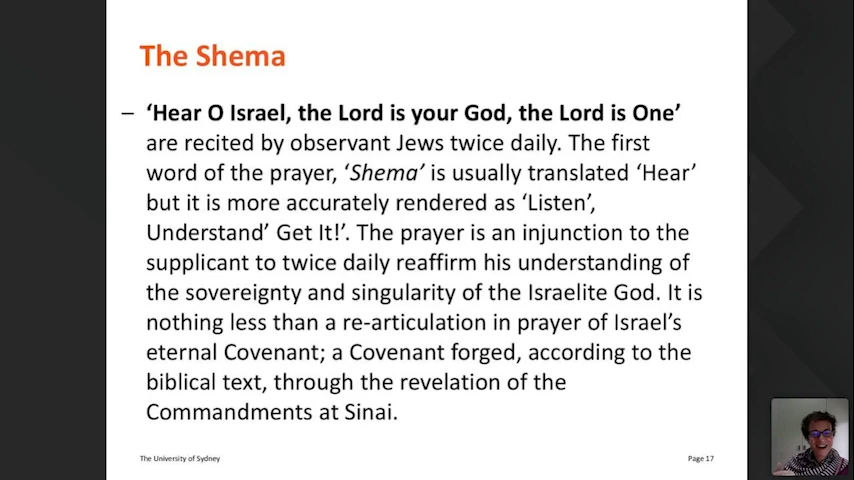 The Shema
– ‘Hear O Israel, the Lord is your God, the Lord is One’
are recited by observant Jews twice daily. The first
word of the prayer, ‘Shema’ is usually translated ‘Hear’
but it is more accurately rendered as ‘Listen’,
Understand’ Get It!’. The prayer is an injunction to the
supplicant to twice daily reaffirm his understanding of
the sovereignty and singularity of the Israelite God. It is
nothing less than a re-articulation in prayer of Israel’s
eternal Covenant; a Covenant forged, according to the
biblical text, through the revelation of the
Commandments at Sinai.
The University of Sydney
Page 17